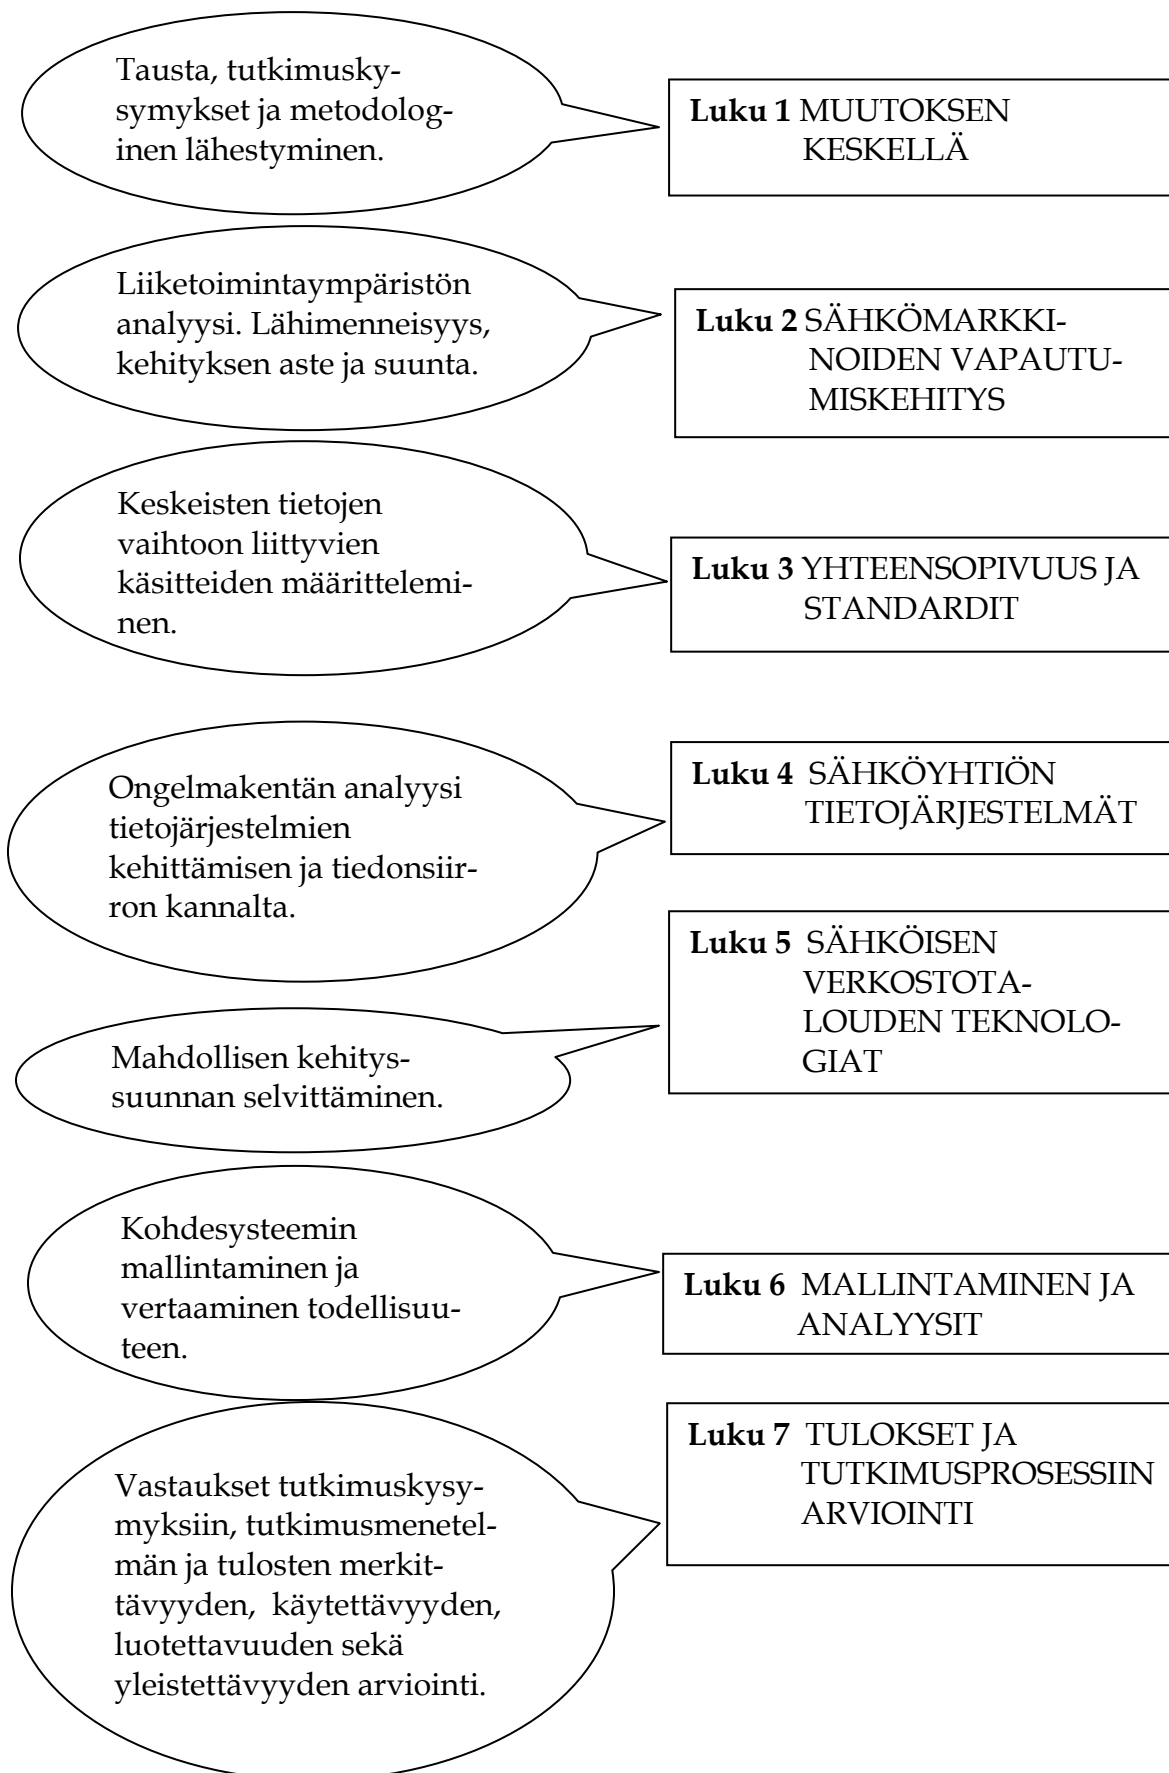 Tausta, tutkimusky-
symykset ja metodolog-
inen lähestyminen.
Luku 1 MUUTOKSEN
KESKELLÄ
Liiketoimintaympäristön
analyysi. Lähimenneisyys,
kehityksen aste ja suunta.
Luku 2 SÄHKÖMARKKI-
NOIDEN VAPAUTU-
MISKEHITYS
Keskeisten tietojen
vaihtoon liittyvien
käsitteiden määrittelemi-
nen.
Luku 3 YHTEENSOPIVUUS JA
STANDARDIT
Ongelmakentän analyysi
tietojärjestelmien
kehittämisen ja tiedonsiir-
ron kannalta.
Luku 4 SÄHKÖYHTIÖN
TIETOJÄRJESTELMÄT
Mahdollisen kehitys-
suunnan selvittäminen.
Luku 5 SÄHKÖISEN
VERKOSTOTA-
LOUDEN TEKNOLO-
GIAT
Kohdesysteemin
mallintaminen ja
vertaaminen todellisuu-
teen.
Luku 6 MALLINTAMINEN JA
ANALYYSIT
Vastaukset tutkimuskysy-
myksiin, tutkimusmenetel-
män ja tulosten merkit-
tävyyden, käytettävyyden,
luotettavuuden sekä
yleistettävyyden arviointi.
Luku 7 TULOKSET JA
TUTKIMUSPROSESSIIN
ARVIOINTI